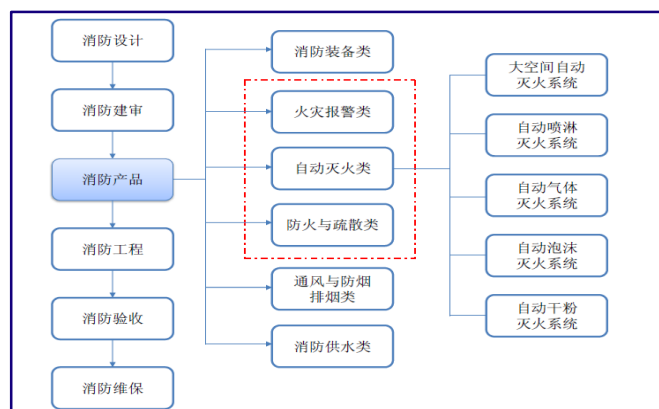 消防设计
消防建审
消防产品
消防工程
消防验收
消防维保
消防装备类
火灾报警类
自动灭火类
防火与疏散类
通风与防烟
排烟类
消防供水类
大空间自动
灭火系统
自动喷淋
灭火系统
自动气体
灭火系统
自动泡沫
灭火系统
自动干粉
灭火系统